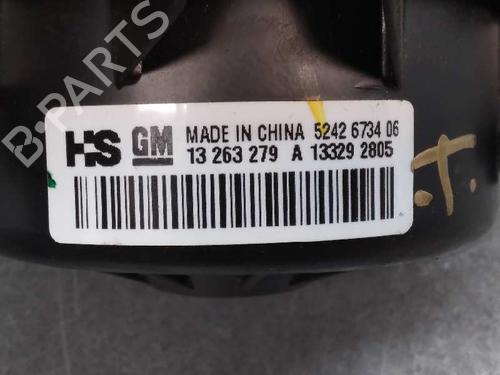 B-PARTS
HS GM MADE IN CHINA 5242 6734 06
13 263 279 A 13329 2805
.T.